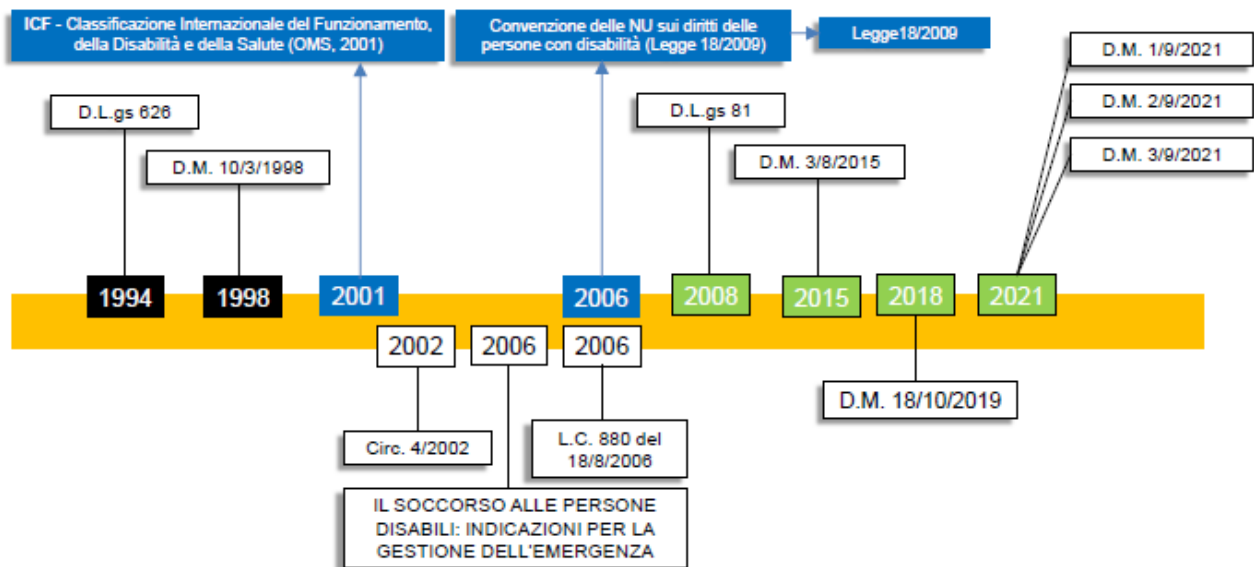 ICF - Classificazione Internazionale del Funzionamento,
della Disabilità e della Salute (OMS, 2001)
Convenzione delle NU sui diritti delle
persone con disabilità (Legge 18/2009)
Legge18/2009
D.M. 1/9/2021
D.M. 2/9/2021
D.M. 3/9/2021
D.L.gs 626
D.M. 10/3/1998
D.L.gs 81
D.M. 3/8/2015
1994
1998
2001
2006
2008
2015
2018
2021
2002
2006
2006
Circ. 4/2002
L.C. 880 del
18/8/2006
D.M. 18/10/2019
IL SOCCORSO ALLE PERSONE
DISABILI: INDICAZIONI PER LA
GESTIONE DELL'EMERGENZA